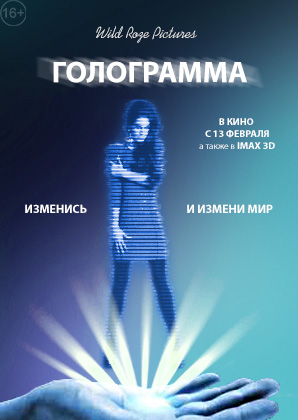 16+
Wild Roze Pictures
ГОЛОГРАММА
В КИНО
С 13 ФЕВРАЛЯ
а также в IMAX 3D
ИЗМЕНИСЬ
И ИЗМЕНИ МИР